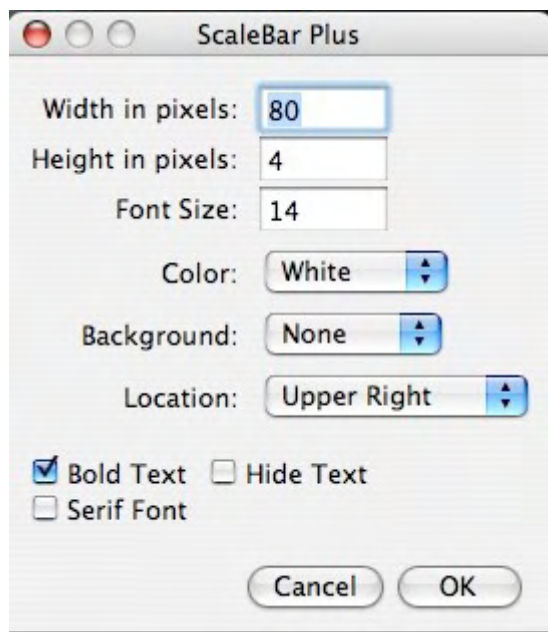 ScaleBar Plus
Width in pixels: 80
Height in pixels: 4
Font Size: 14
Color: White
Background: None
Location: Upper Right
Bold Text Hide Text
Serif Font
Cancel OK